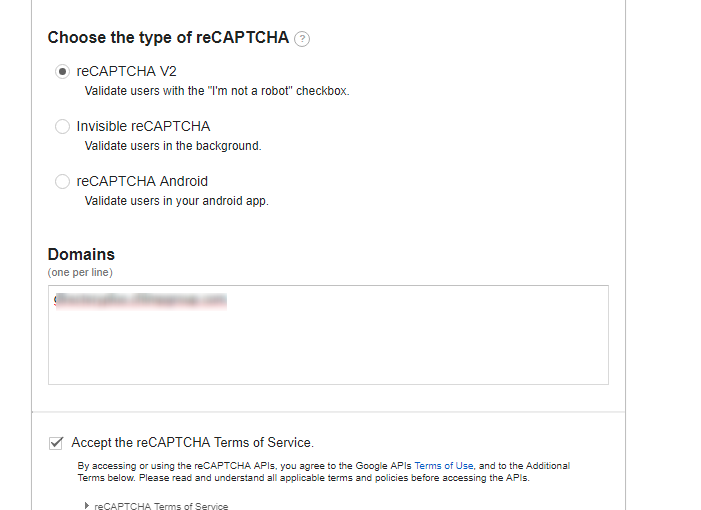 Choose the type of reCAPTCHA ?
reCAPTCHA V2
Validate users with the "I'm not a robot" checkbox.
Invisible reCAPTCHA
Validate users in the background.
reCAPTCHA Android
Validate users in your android app.
Domains
(one per line)
Accept the reCAPTCHA Terms of Service.
By accessing or using the reCAPTCHA APIs, you agree to the Google APIs Terms of Use, and to the Additional
Terms below. Please read and understand all applicable terms and policies before accessing the APIs.
reCAPTCHA Terms of Service